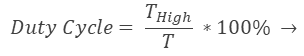 Duty Cycle = T_High / T * 100% →